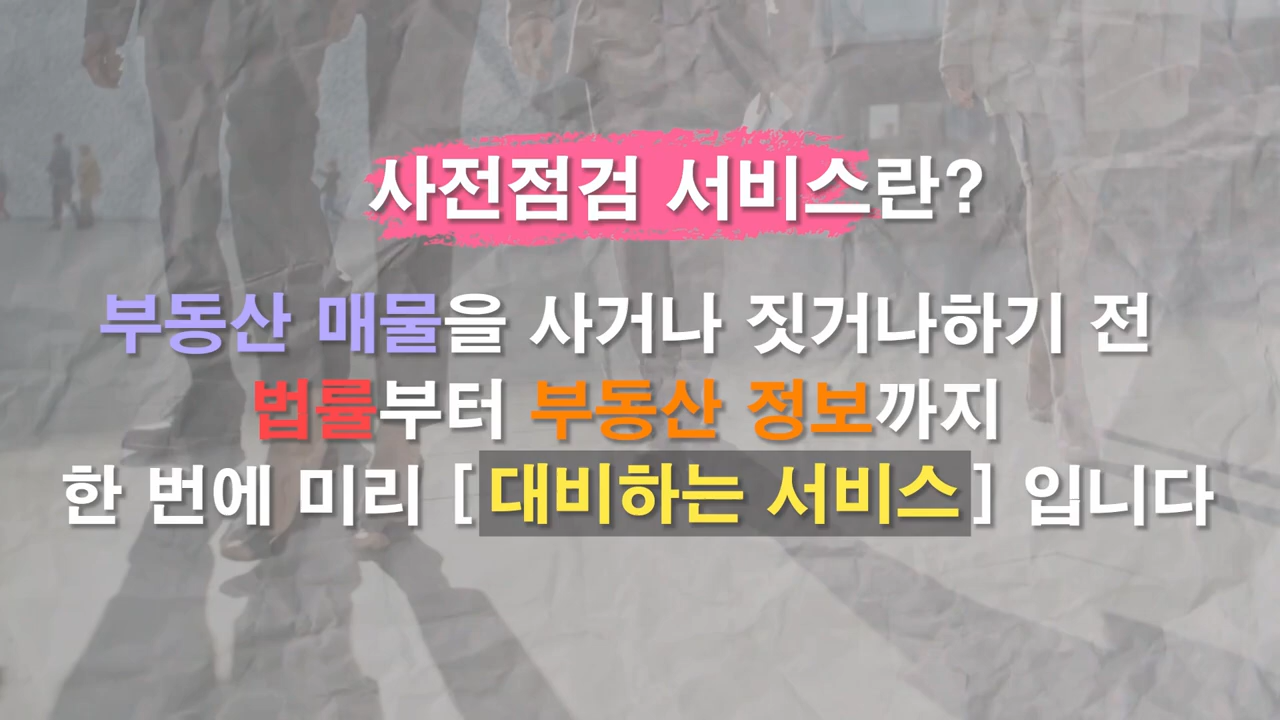 사전점검 서비스란?
부동산 매물을 사거나 짓거나하기 전
법률부터 부동산 정보까지
한 번에 미리 [대비하는 서비스] 입니다